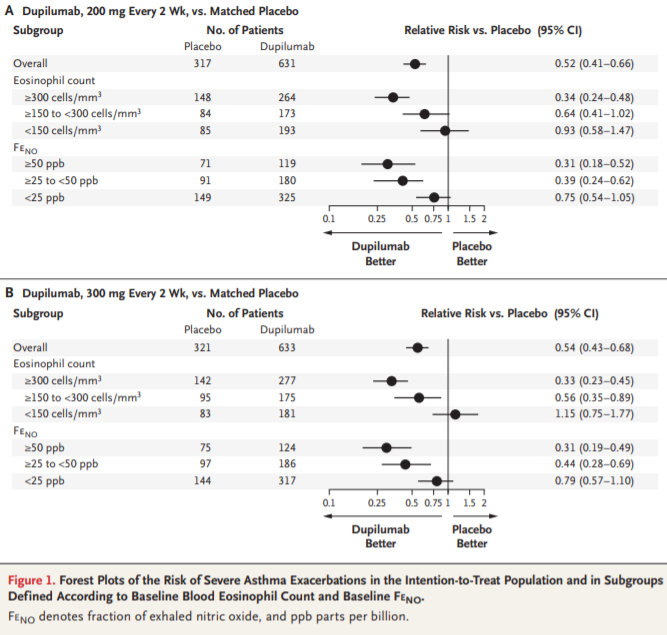 A Dupilumab, 200 mg Every 2 Wk, vs. Matched Placebo
Subgroup No. of Patients Relative Risk vs. Placebo (95% CI)
Placebo Dupilumab
Overall 317 631 0.52 (0.41–0.66)
Eosinophil count
≥300 cells/mm³ 148 264 0.34 (0.24–0.48)
≥150 to <300 cells/mm³ 84 173 0.64 (0.41–1.02)
<150 cells/mm³ 85 193 0.93 (0.58–1.47)
FENO
≥50 ppb 71 119 0.31 (0.18–0.52)
≥25 to <50 ppb 91 180 0.39 (0.24–0.62)
<25 ppb 149 325 0.75 (0.54–1.05)
0.1 0.25 0.5 0.75 1 1.5 2
Dupilumab Better Placebo Better
B Dupilumab, 300 mg Every 2 Wk, vs. Matched Placebo
Subgroup No. of Patients Relative Risk vs. Placebo (95% CI)
Placebo Dupilumab
Overall 321 633 0.54 (0.43–0.68)
Eosinophil count
≥300 cells/mm³ 142 277 0.33 (0.23–0.45)
≥150 to <300 cells/mm³ 95 175 0.56 (0.35–0.89)
<150 cells/mm³ 83 181 1.15 (0.75–1.77)
FENO
≥50 ppb 75 124 0.31 (0.19–0.49)
≥25 to <50 ppb 97 186 0.44 (0.28–0.69)
<25 ppb 144 317 0.79 (0.57–1.10)
0.1 0.25 0.5 0.75 1 1.5 2
Dupilumab Better Placebo Better
Figure 1. Forest Plots of the Risk of Severe Asthma Exacerbations in the Intention-to-Treat Population and in Subgroups
Defined According to Baseline Blood Eosinophil Count and Baseline FENO.
FENO denotes fraction of exhaled nitric oxide, and ppb parts per billion.